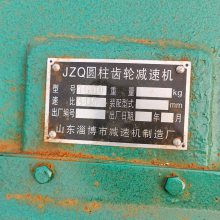 JZQ圆柱齿轮减速机
型号 重量 kg
速比 装配型式 mm
出厂编号 出厂日期 年 月
山东淄博市减速机制造厂